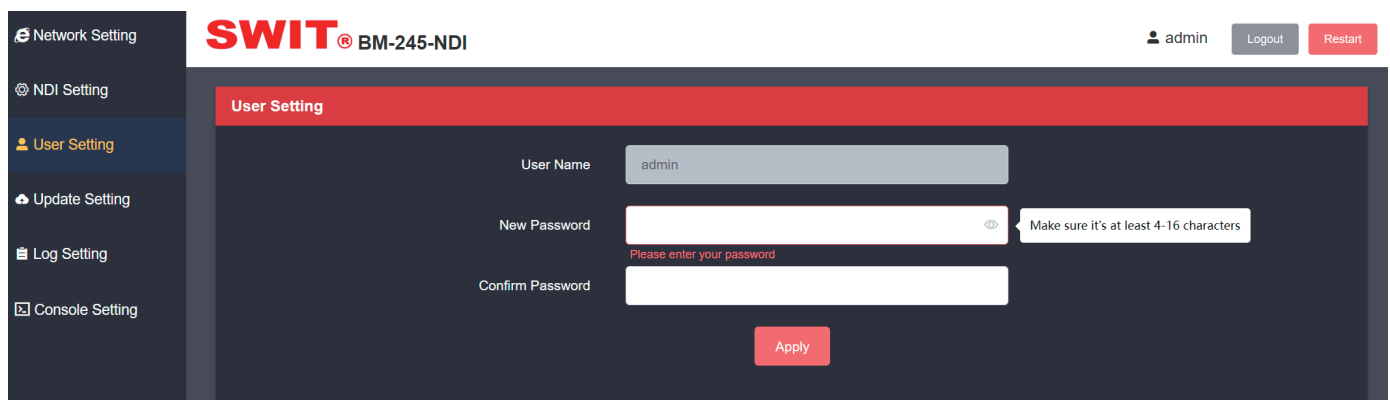 Network Setting
SWIT® BM-245-NDI
admin
Logout
Restart
NDI Setting
User Setting
User Setting
User Name
admin
Update Setting
New Password
Make sure it's at least 4-16 characters
Please enter your password
Log Setting
Confirm Password
Console Setting
Apply